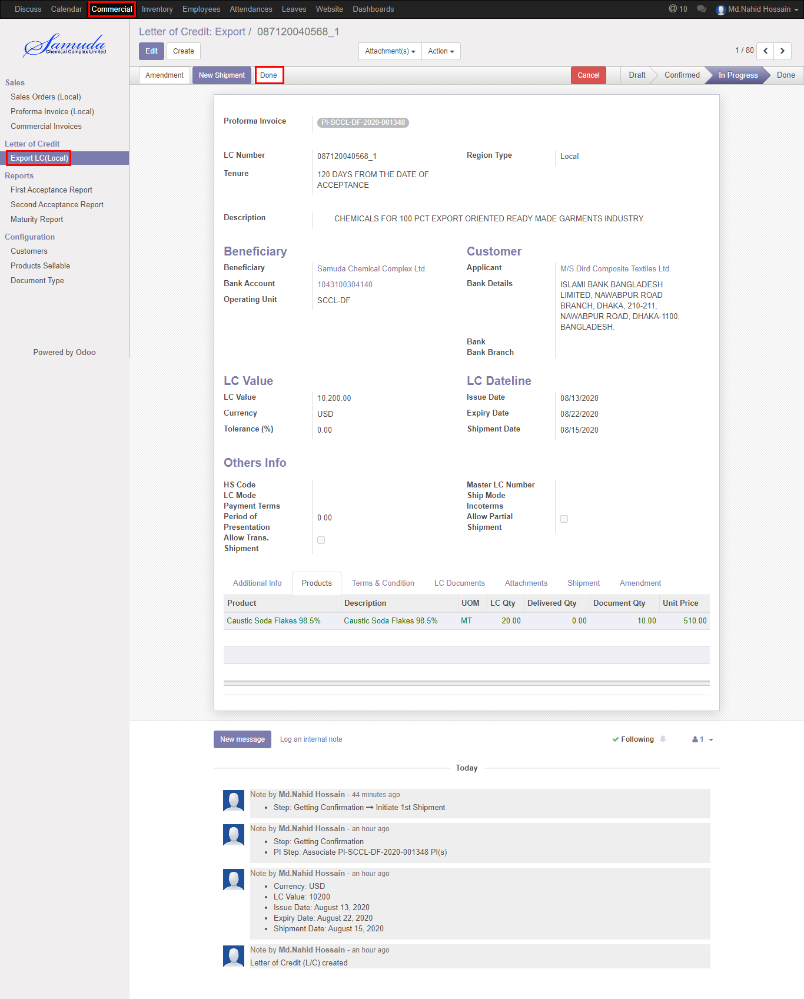 Discuss Calendar Commercial Inventory Employees Attendances Leaves Website Dashboards @ 10 Md.Nahid Hossain
Samuda
Chemical Complex Limited
Letter of Credit: Export / 087120040568_1
Edit Create Attachment(s) Action 1 / 80
Amendment New Shipment Done Cancel Draft Confirmed In Progress Done
Sales
Sales Orders (Local)
Proforma Invoice (Local)
Commercial Invoices
Letter of Credit
Export LC(Local)
Reports
First Acceptance Report
Second Acceptance Report
Maturity Report
Configuration
Customers
Products Sellable
Document Type
Powered by Odoo
Proforma Invoice PI-SCCL-DF-2020-001348
LC Number 087120040568_1 Region Type Local
Tenure 120 DAYS FROM THE DATE OF
ACCEPTANCE
Description CHEMICALS FOR 100 PCT EXPORT ORIENTED READY MADE GARMENTS INDUSTRY.
Beneficiary Customer
Beneficiary Samuda Chemical Complex Ltd. Applicant M/S.Dird Composite Textiles Ltd.
Bank Account 1043100304140 Bank Details ISLAMI BANK BANGLADESH
LIMITED, NAWABPUR ROAD
Operating Unit SCCL-DF BRANCH, DHAKA, 210-211,
NAWABPUR ROAD, DHAKA-1100,
BANGLADESH.
Bank
Bank Branch
LC Value LC Dateline
LC Value 10,200.00 Issue Date 08/13/2020
Currency USD Expiry Date 08/22/2020
Tolerance (%) 0.00 Shipment Date 08/15/2020
Others Info
HS Code Master LC Number
LC Mode Ship Mode
Payment Terms Incoterms
Period of 0.00 Allow Partial
Presentation Shipment
Allow Trans.
Shipment
Additional Info Products Terms & Condition LC Documents Attachments Shipment Amendment
Product Description UOM LC Qty Delivered Qty Document Qty Unit Price
Caustic Soda Flakes 98.5% Caustic Soda Flakes 98.5% MT 20.00 0.00 10.00 510.00
New message Log an internal note Following 1
Today
Note by Md.Nahid Hossain - 44 minutes ago
• Step: Getting Confirmation → Initiate 1st Shipment
Note by Md.Nahid Hossain - an hour ago
• Step: Getting Confirmation
• PI Step: Associate PI-SCCL-DF-2020-001348 PI(s)
Note by Md.Nahid Hossain - an hour ago
• Currency: USD
• LC Value: 10200
• Issue Date: August 13, 2020
• Expiry Date: August 22, 2020
• Shipment Date: August 15, 2020
Note by Md.Nahid Hossain - an hour ago
Letter of Credit (L/C) created